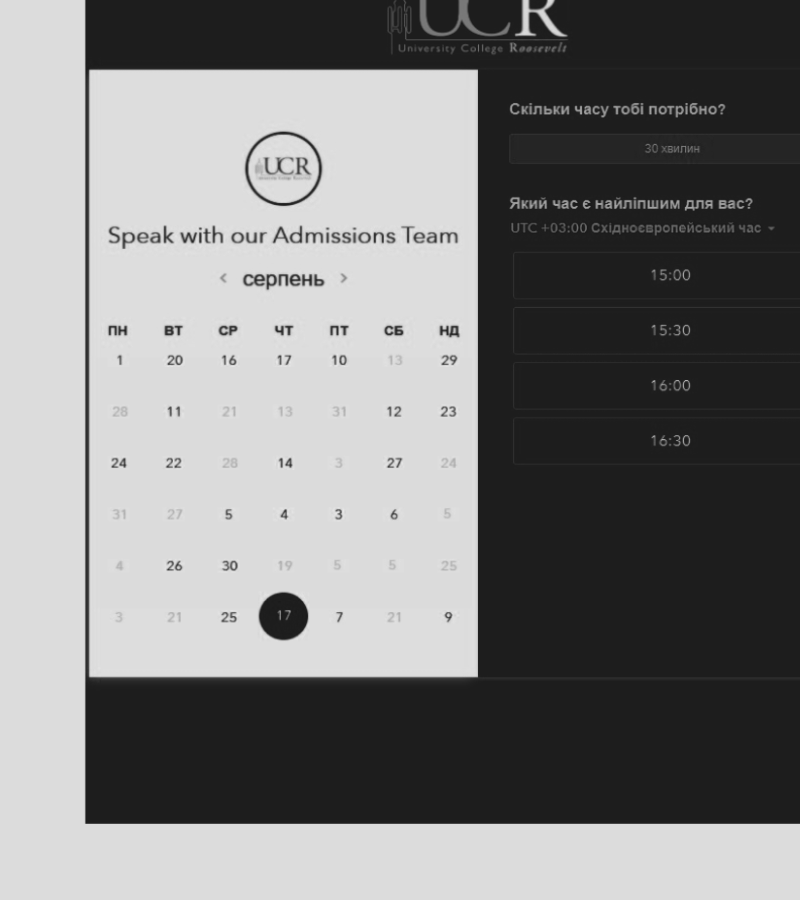 UCR
University College Roosevelt
UCR
Speak with our Admissions Team
< серпень >
ПН ВТ СР ЧТ ПТ СБ НД
1 20 16 17 10 13 29
28 11 21 13 31 12 23
24 22 28 14 3 27 24
31 27 5 4 3 6 5
4 26 30 19 5 5 25
3 21 25 17 7 21 9
Скільки часу тобі потрібно?
30 хвилин
Який час є найліпшим для вас?
UTC +03:00 Східноєвропейський час
15:00
15:30
16:00
16:30